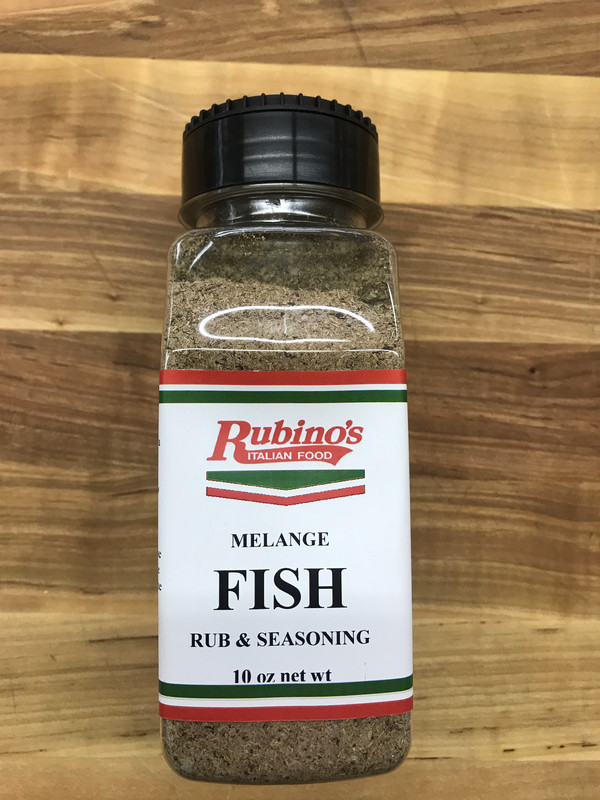 Rubino's
ITALIAN FOOD
MELANGE
FISH
RUB & SEASONING
10 oz net wt